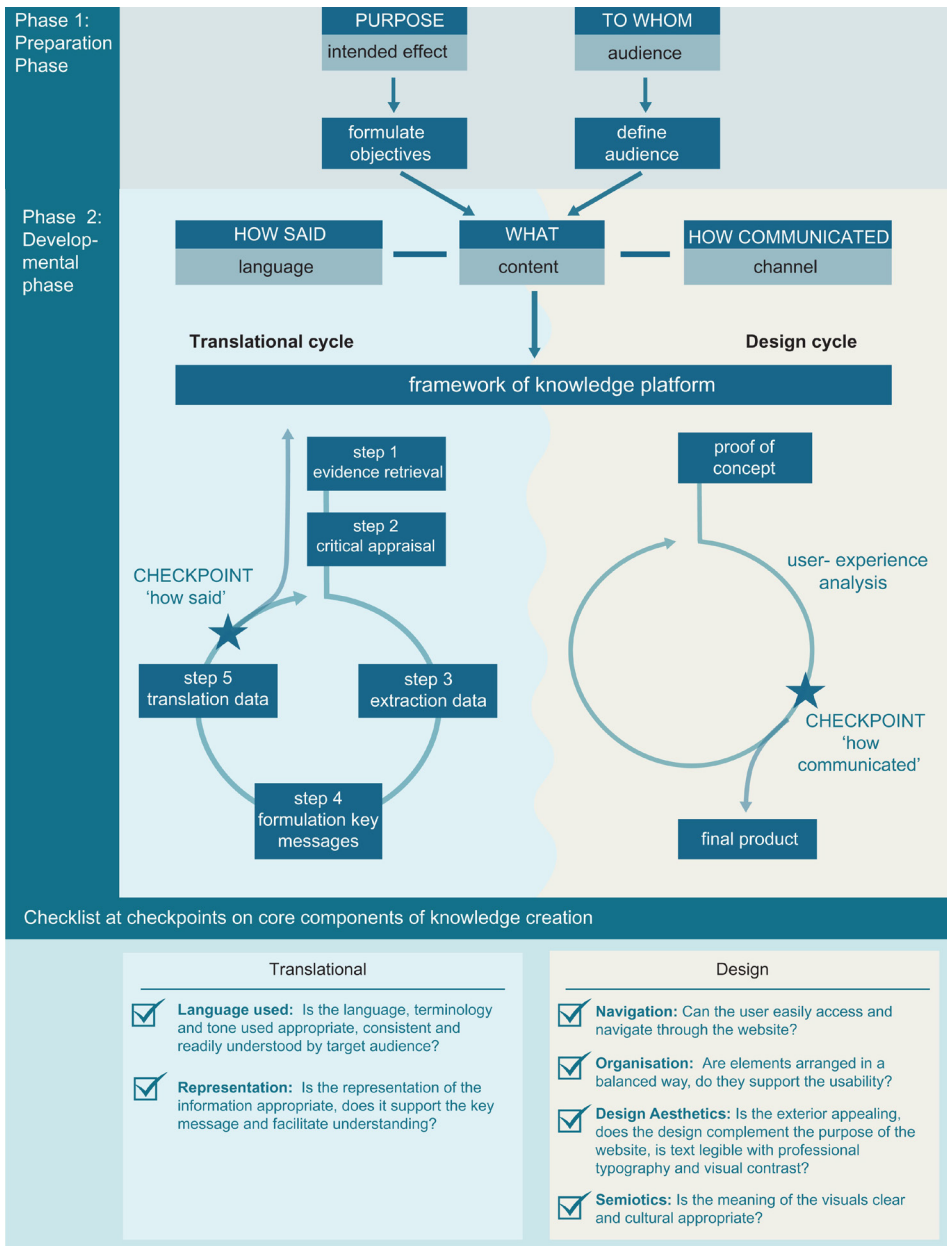 Phase 1:
Preparation
Phase
PURPOSE
intended effect
TO WHOM
audience
formulate
objectives
define
audience
Phase 2:
Develop-
mental
phase
HOW SAID
language
WHAT
content
HOW COMMUNICATED
channel
Translational cycle
Design cycle
framework of knowledge platform
step 1
evidence retrieval
step 2
critical appraisal
CHECKPOINT
‘how said’
step 5
translation data
step 3
extraction data
step 4
formulation key
messages
proof of
concept
user- experience
analysis
CHECKPOINT
‘how
communicated’
final product
Checklist at checkpoints on core components of knowledge creation
Translational
Language used: Is the language, terminology
and tone used appropriate, consistent and
readily understood by target audience?
Representation: Is the representation of the
information appropriate, does it support the key
message and facilitate understanding?
Design
Navigation: Can the user easily access and
navigate through the website?
Organisation: Are elements arranged in a
balanced way, do they support the usability?
Design Aesthetics: Is the exterior appealing,
does the design complement the purpose of the
website, is text legible with professional
typography and visual contrast?
Semiotics: Is the meaning of the visuals clear
and cultural appropriate?